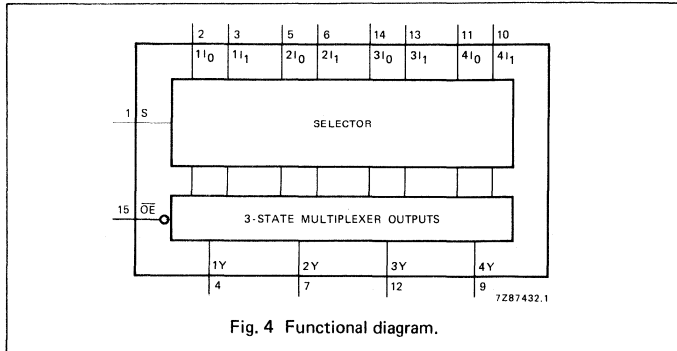 2 3 5 6 14 13 11 10
1I0 1I1 2I0 2I1 3I0 3I1 4I0 4I1
1 S
SELECTOR
15 OE
3-STATE MULTIPLEXER OUTPUTS
1Y 2Y 3Y 4Y
4 7 12 9
7Z87432.1
Fig. 4 Functional diagram.